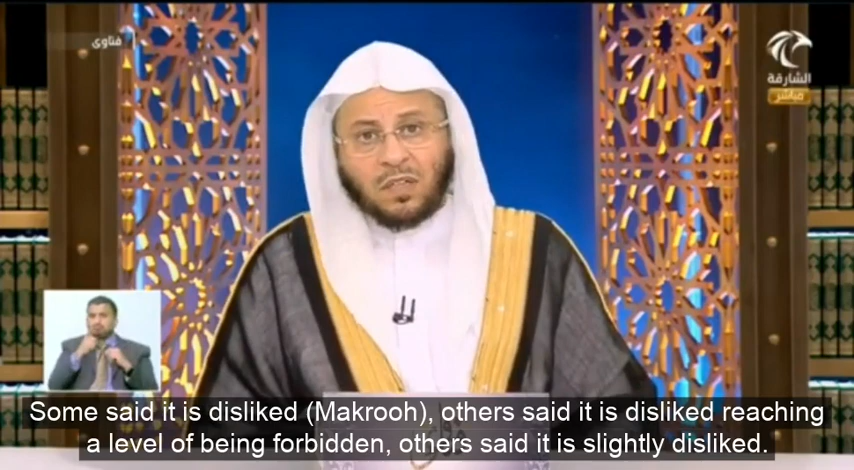 فتاوى
الشارقة
مباشر
Some said it is disliked (Makrooh), others said it is disliked reaching
a level of being forbidden, others said it is slightly disliked.